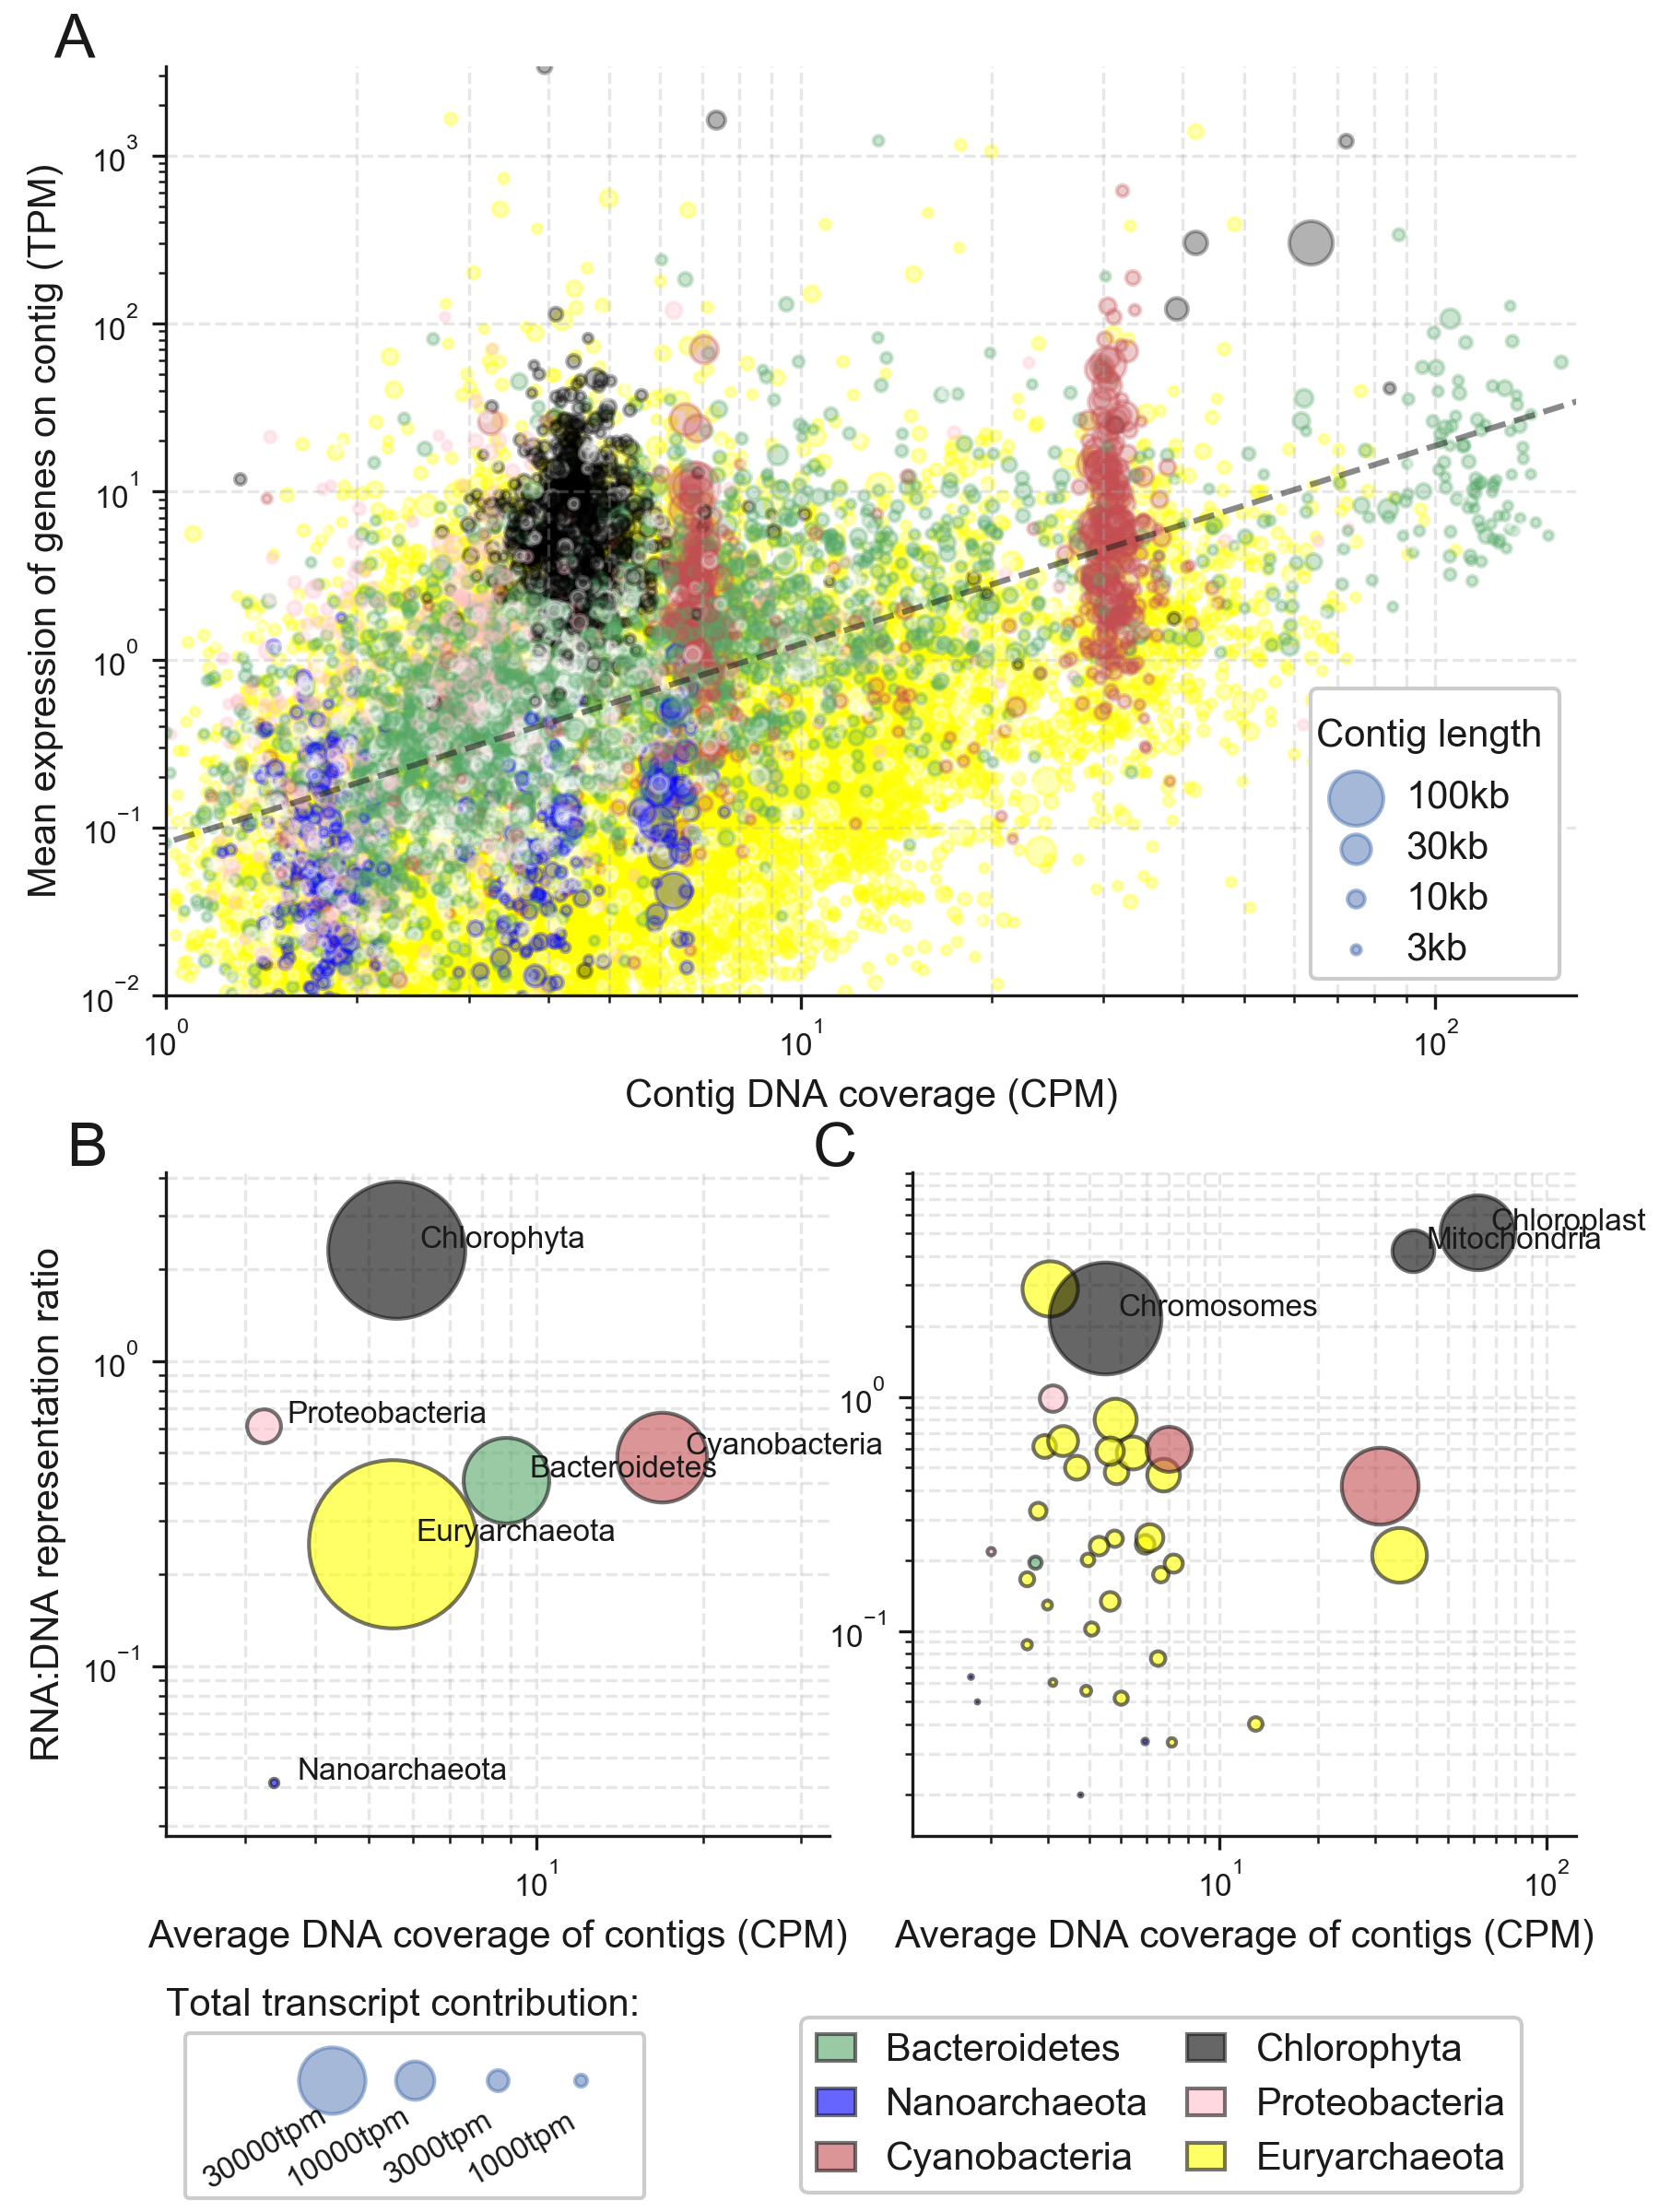 A
Mean expression of genes on contig (TPM)
10^3
10^2
10^1
10^0
10^−1
10^−2
10^0
10^1
10^2
Contig DNA coverage (CPM)
Contig length
100kb
30kb
10kb
3kb
B
RNA:DNA representation ratio
10^0
10^−1
Chlorophyta
Proteobacteria
Cyanobacteria
Bacteroidetes
Euryarchaeota
Nanoarchaeota
10^1
Average DNA coverage of contigs (CPM)
C
Chloroplast
Mitochondria
Chromosomes
10^0
10^−1
10^1
10^2
Average DNA coverage of contigs (CPM)
Total transcript contribution:
30000tpm
10000tpm
3000tpm
1000tpm
Bacteroidetes
Nanoarchaeota
Cyanobacteria
Chlorophyta
Proteobacteria
Euryarchaeota